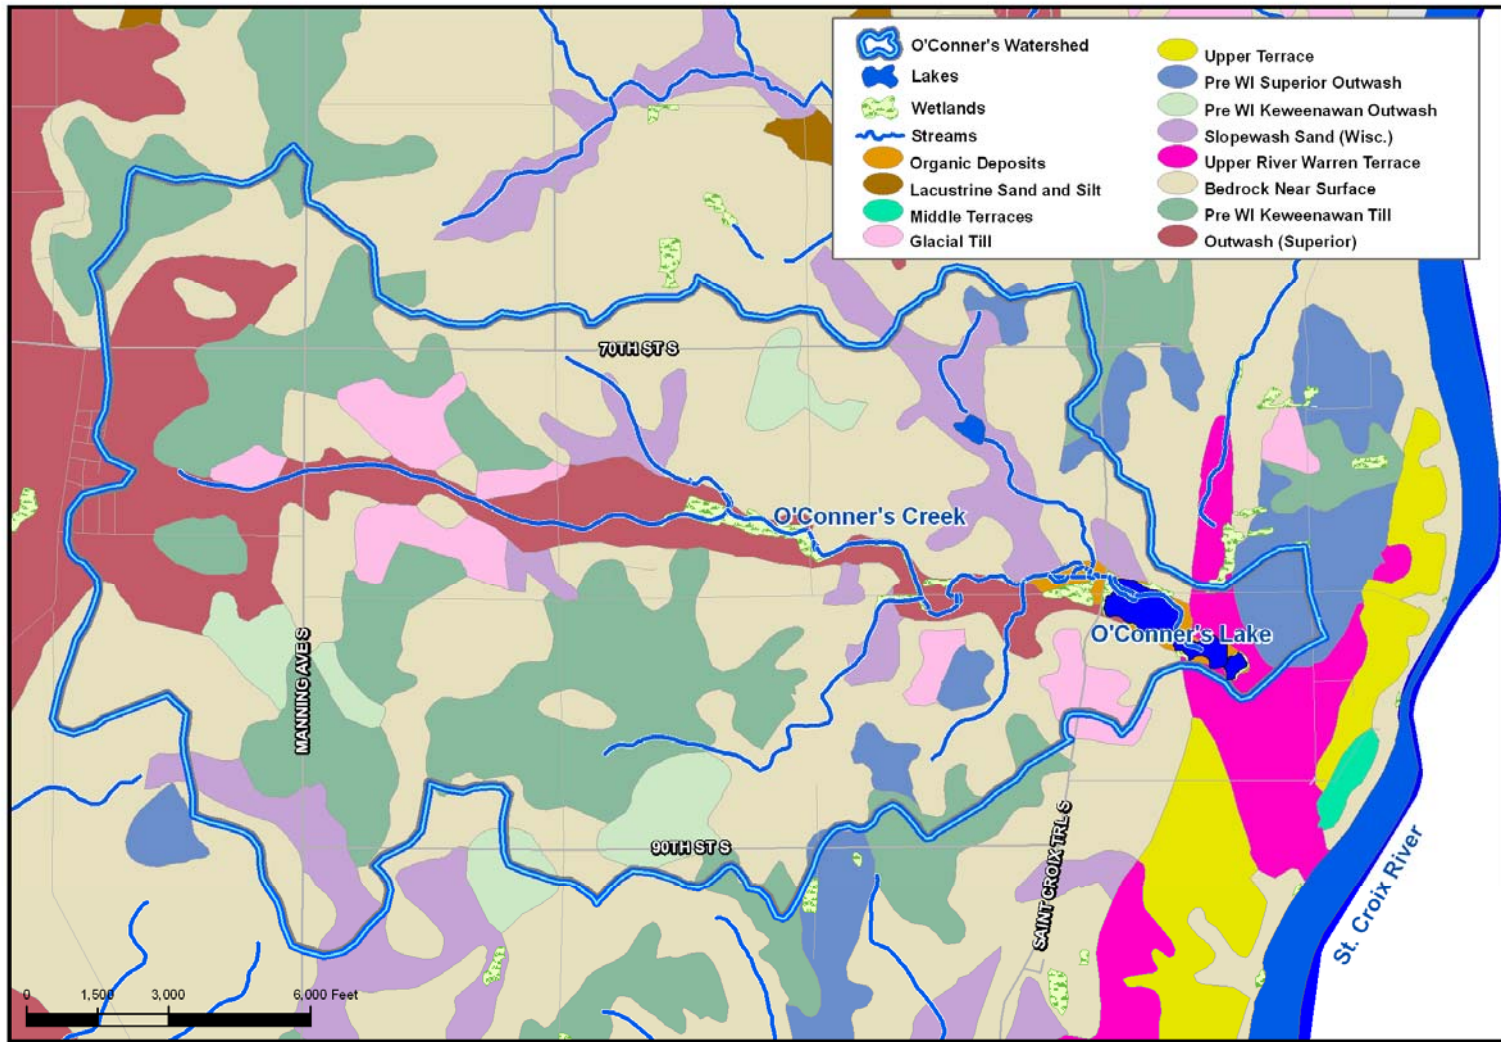 O'Conner's Watershed
Lakes
Wetlands
Streams
Organic Deposits
Lacustrine Sand and Silt
Middle Terraces
Glacial Till
Upper Terrace
Pre WI Superior Outwash
Pre WI Keweenawan Outwash
Slopewash Sand (Wisc.)
Upper River Warren Terrace
Bedrock Near Surface
Pre WI Keweenawan Till
Outwash (Superior)
70TH ST S
O'Conner's Creek
O'Conner's Lake
MANNING AVE S
90TH ST S
SAINT CROIX TRL S
St. Croix River
0 1,500 3,000 6,000 Feet